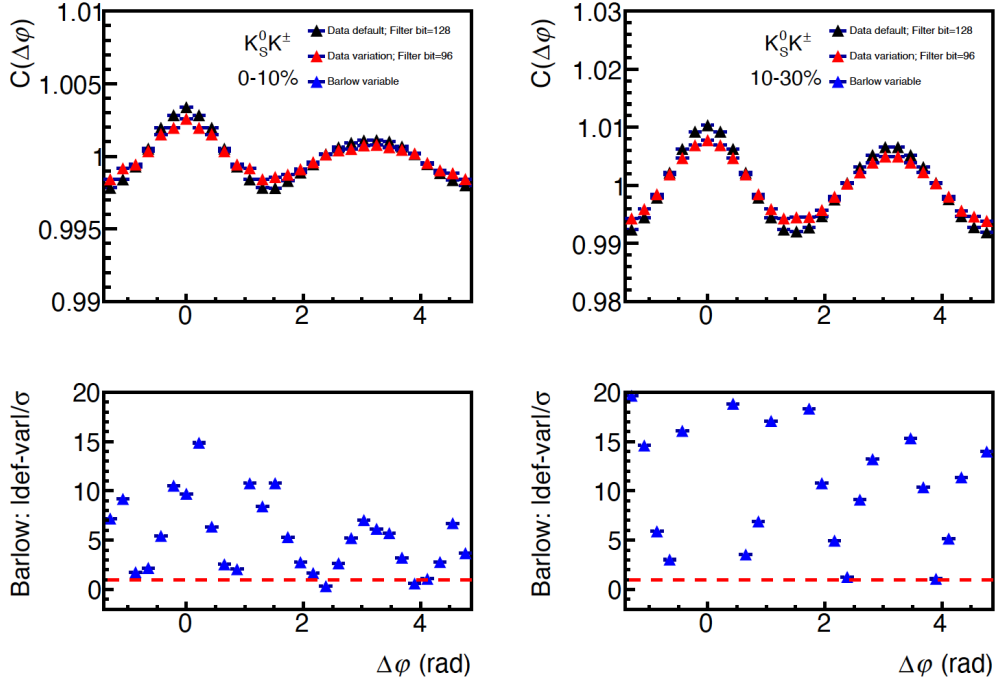 C(Δφ)
1.01
1.005
1
0.995
0.99
K⁰SK±
0-10%
Data default; Filter bit=128
Data variation; Filter bit=96
Barlow variable
0 2 4
C(Δφ)
1.03
1.02
1.01
1
0.99
0.98
K⁰SK±
10-30%
Data default; Filter bit=128
Data variation; Filter bit=96
Barlow variable
0 2 4
Barlow: |def-var|/σ
20
15
10
5
0
0 2 4
Δφ (rad)
Barlow: |def-var|/σ
20
15
10
5
0
0 2 4
Δφ (rad)